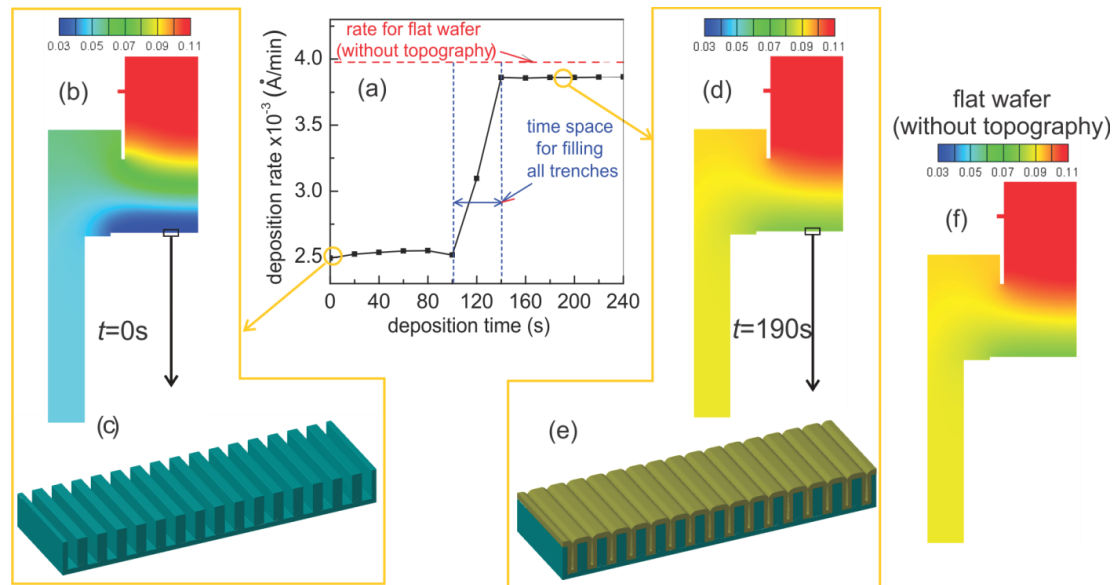 0.03 0.05 0.07 0.09 0.11
(b)
t=0s
(c)
rate for flat wafer
(without topography)
(a)
time space
for filling
all trenches
deposition rate x10⁻³ (Å/min)
4.0
3.5
3.0
2.5
0 40 80 120 160 200 240
deposition time (s)
0.03 0.05 0.07 0.09 0.11
(d)
t=190s
(e)
flat wafer
(without topography)
0.03 0.05 0.07 0.09 0.11
(f)